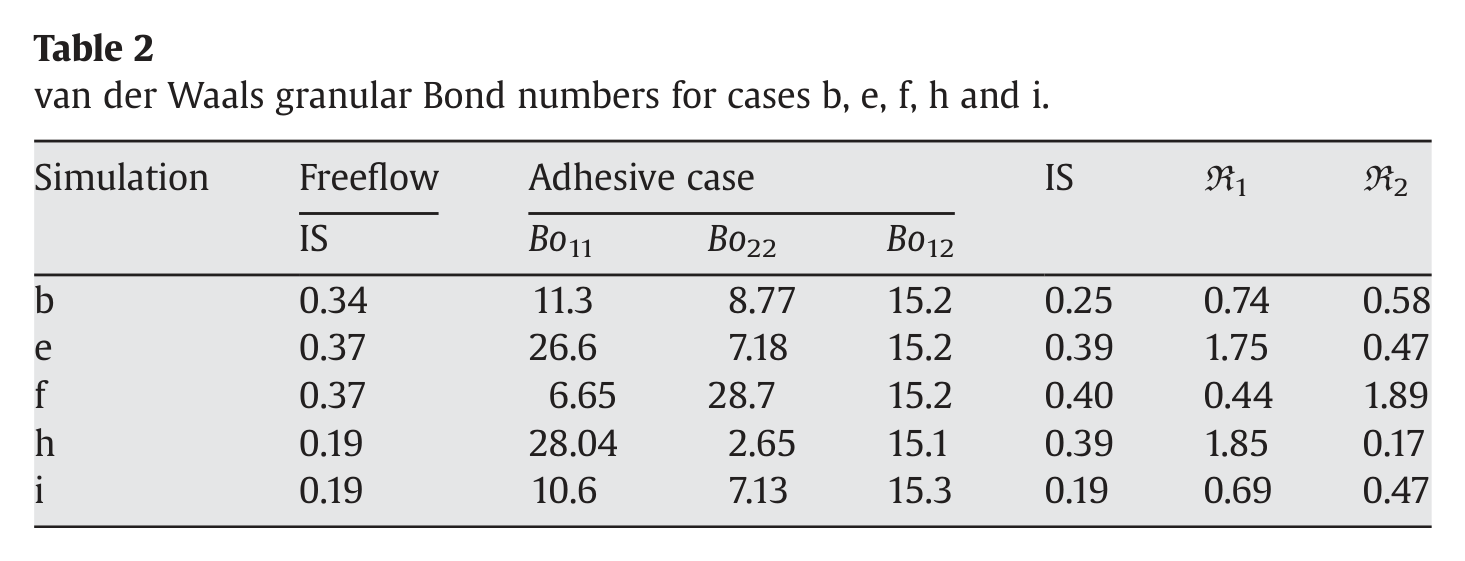 Table 2
van der Waals granular Bond numbers for cases b, e, f, h and i.
Simulation Freeflow Adhesive case IS ℜ₁ ℜ₂
IS Bo₁₁ Bo₂₂ Bo₁₂
b 0.34 11.3 8.77 15.2 0.25 0.74 0.58
e 0.37 26.6 7.18 15.2 0.39 1.75 0.47
f 0.37 6.65 28.7 15.2 0.40 0.44 1.89
h 0.19 28.04 2.65 15.1 0.39 1.85 0.17
i 0.19 10.6 7.13 15.3 0.19 0.69 0.47